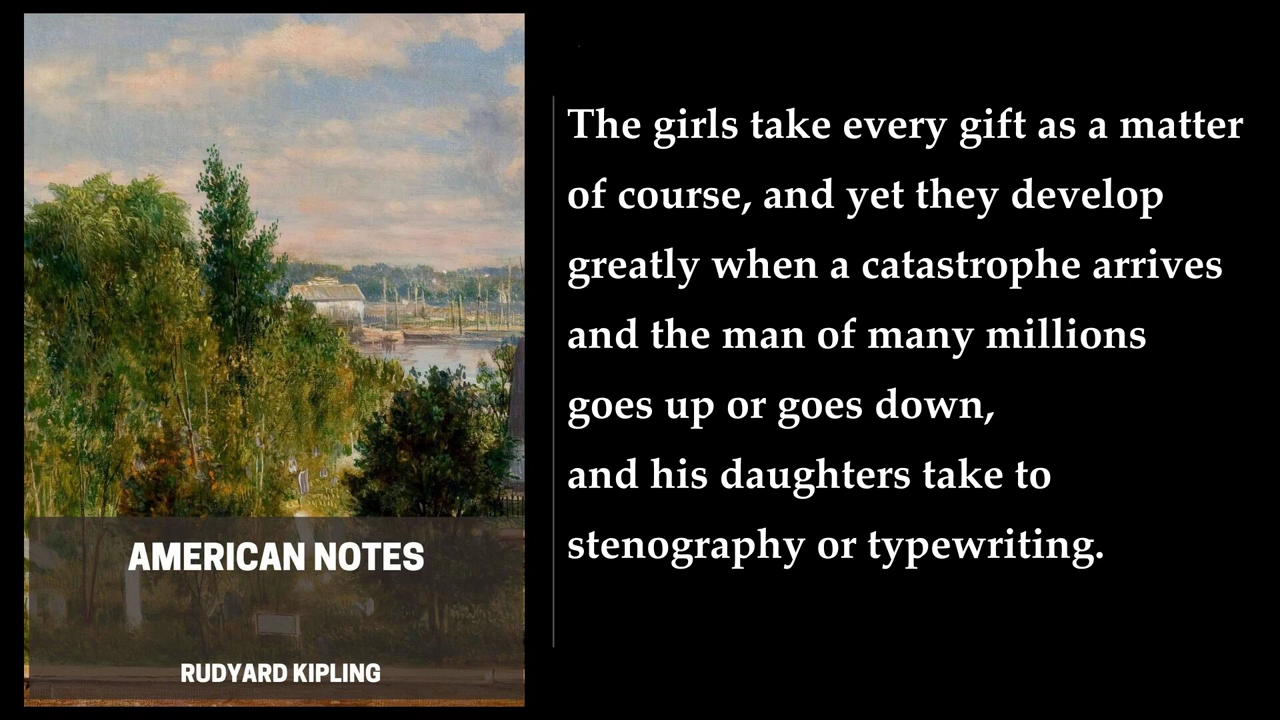 AMERICAN NOTES
RUDYARD KIPLING
The girls take every gift as a matter
of course, and yet they develop
greatly when a catastrophe arrives
and the man of many millions
goes up or goes down,
and his daughters take to
stenography or typewriting.